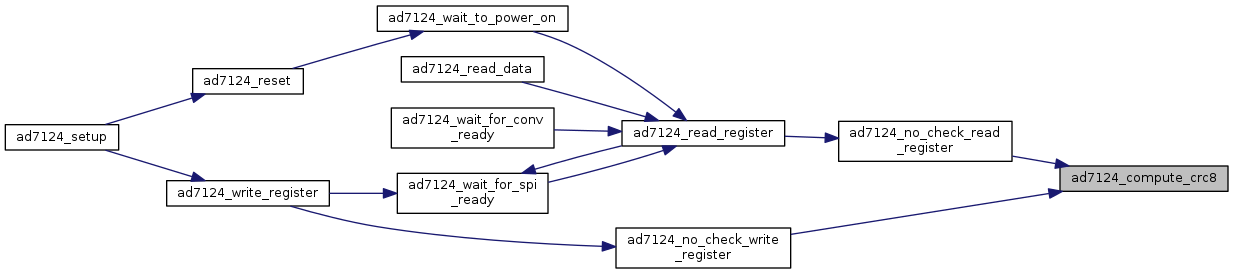 ad7124_wait_to_power_on
ad7124_read_data
ad7124_reset
ad7124_wait_for_conv
_ready
ad7124_setup
ad7124_read_register
ad7124_no_check_read
_register
ad7124_compute_crc8
ad7124_write_register
ad7124_wait_for_spi
_ready
ad7124_no_check_write
_register